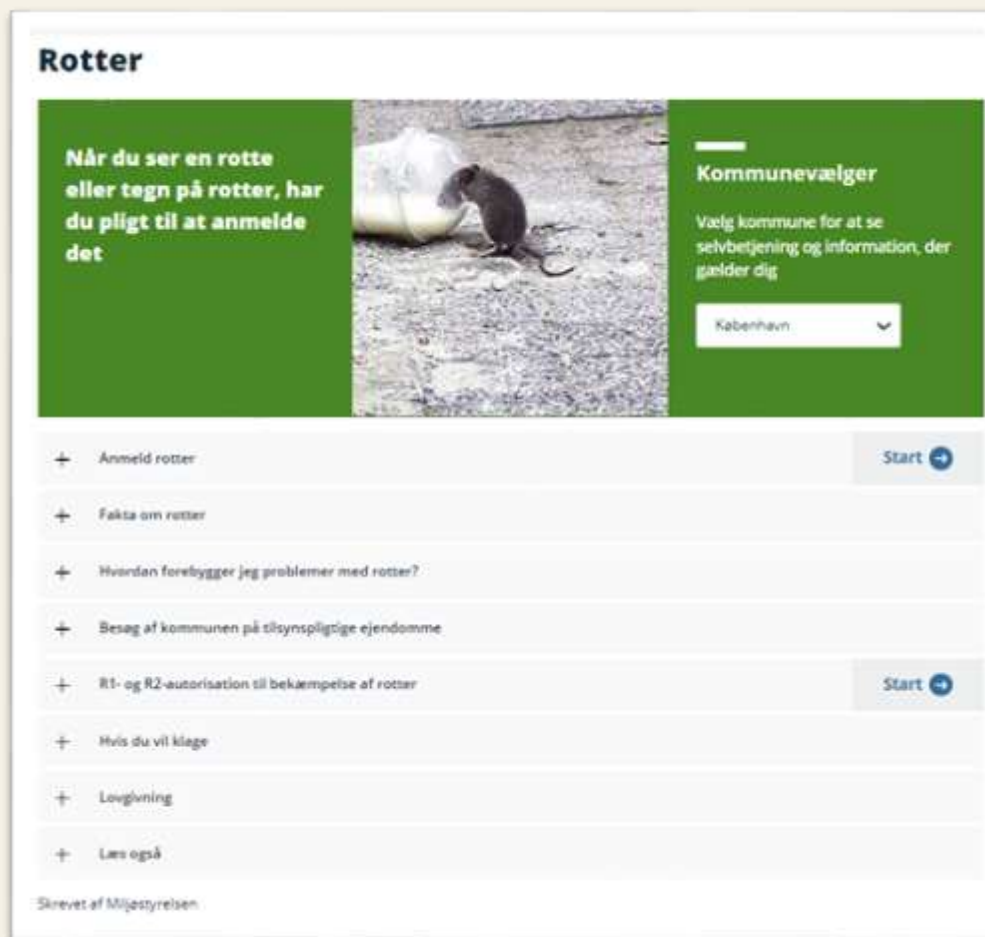 Rotter
Når du ser en rotte
eller tegn på rotter, har
du pligt til at anmelde
det
Kommunevælger
Vælg kommune for at se
selvbetjening og information, der
gælder dig
København
Anmeld rotter
Start
Fakta om rotter
Hvordan forebygger jeg problemer med rotter?
Besøg af kommunen på tilsynspligtige ejendomme
R1- og R2-autorisation til bekæmpelse af rotter
Start
Hvis du vil klage
Lovgivning
Læs også
Skrevet af Miljøstyrelsen